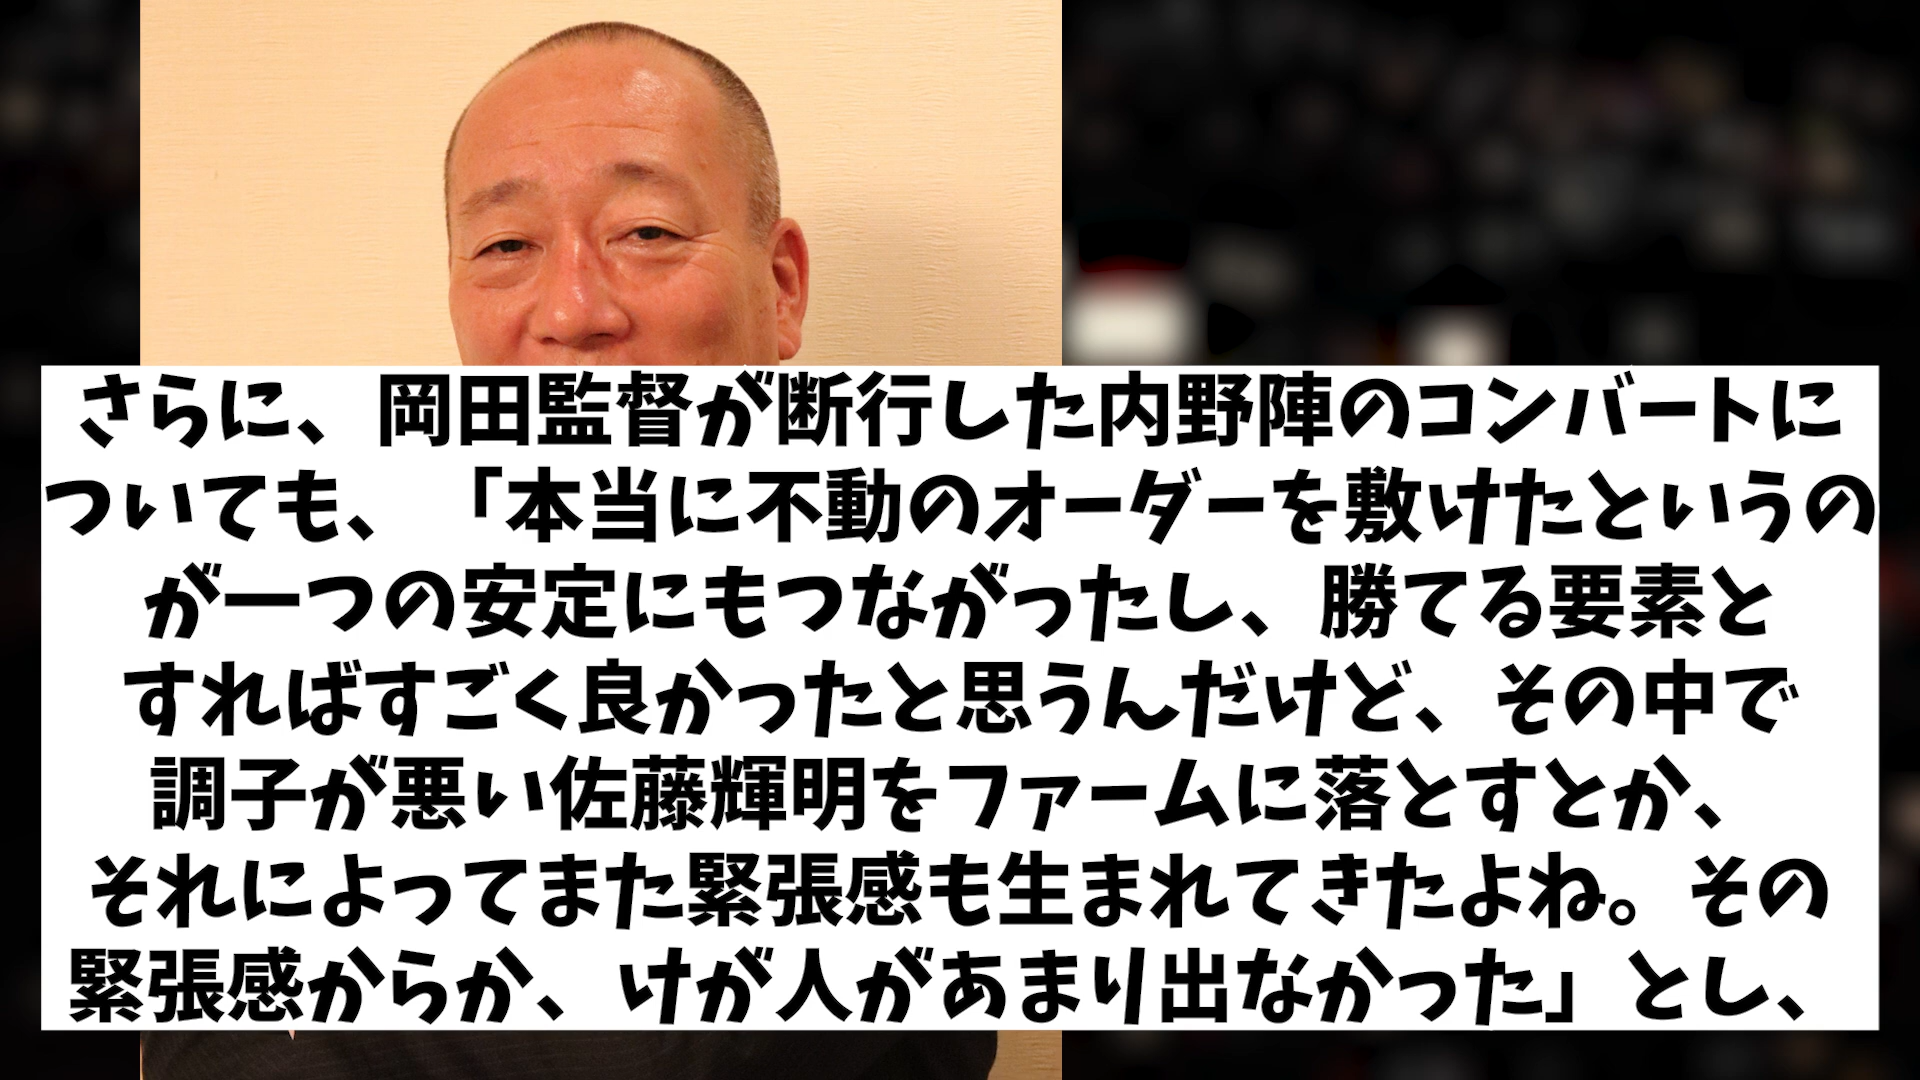 さらに、岡田監督が断行した内野陣のコンバートに
ついても、「本当に不動のオーダーを敷けたというの
が一つの安定にもつながったし、勝てる要素と
すればすごく良かったと思うんだけど、その中で
調子が悪い佐藤輝明をファームに落とすとか、
それによってまた緊張感も生まれてきたよね。その
緊張感からか、けが人があまり出なかった」とし、